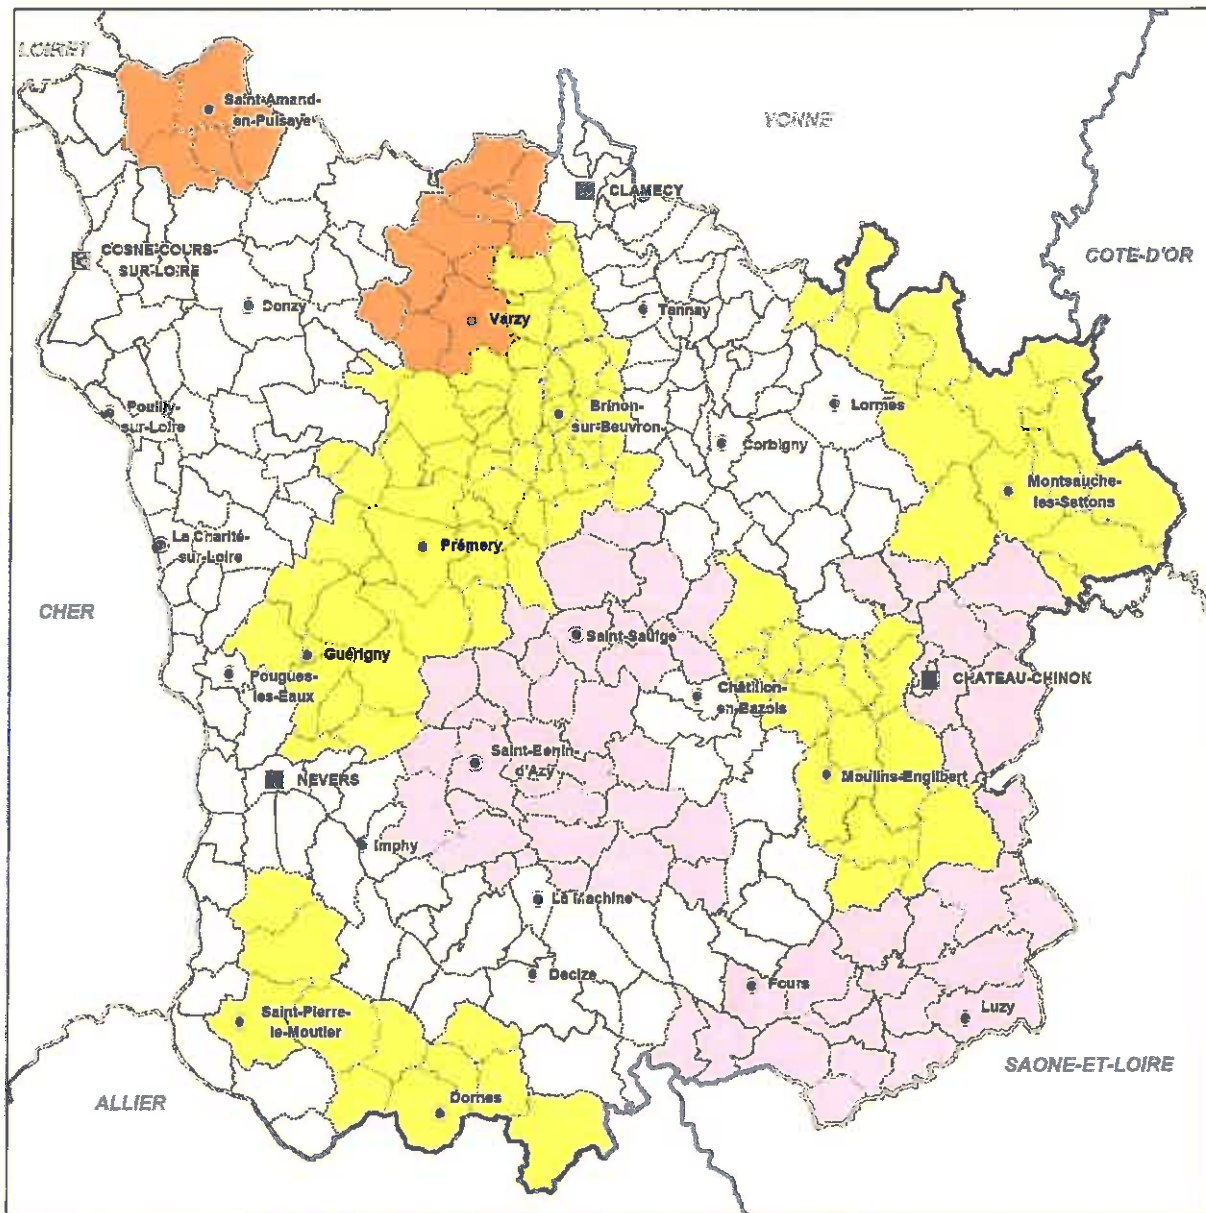 LOIRET
Saint-Amand-
en-Puisaye
YONNE
CLAMECY
COSNE-COURS-
SUR-LOIRE
COTE-D'OR
Donzy
Varzy
Tannay
Pouilly-
sur-Loire
Brinon-
sur-Beuvron
Lormes
Corbigny
Montsauche-
les-Settons
La Charité-
sur-Loire
Prémery
CHER
Saint-Saulge
Guérigny
Pougues-
les-Eaux
Châtillon-
en-Bazois
CHATEAU-CHINON
Saint-Benin-
d'Azy
NEVERS
Moulins-Engilbert
Imphy
La Machine
Decize
Fours
Saint-Pierre-
le-Moutier
Luzy
SAONE-ET-LOIRE
ALLIER
Dornes